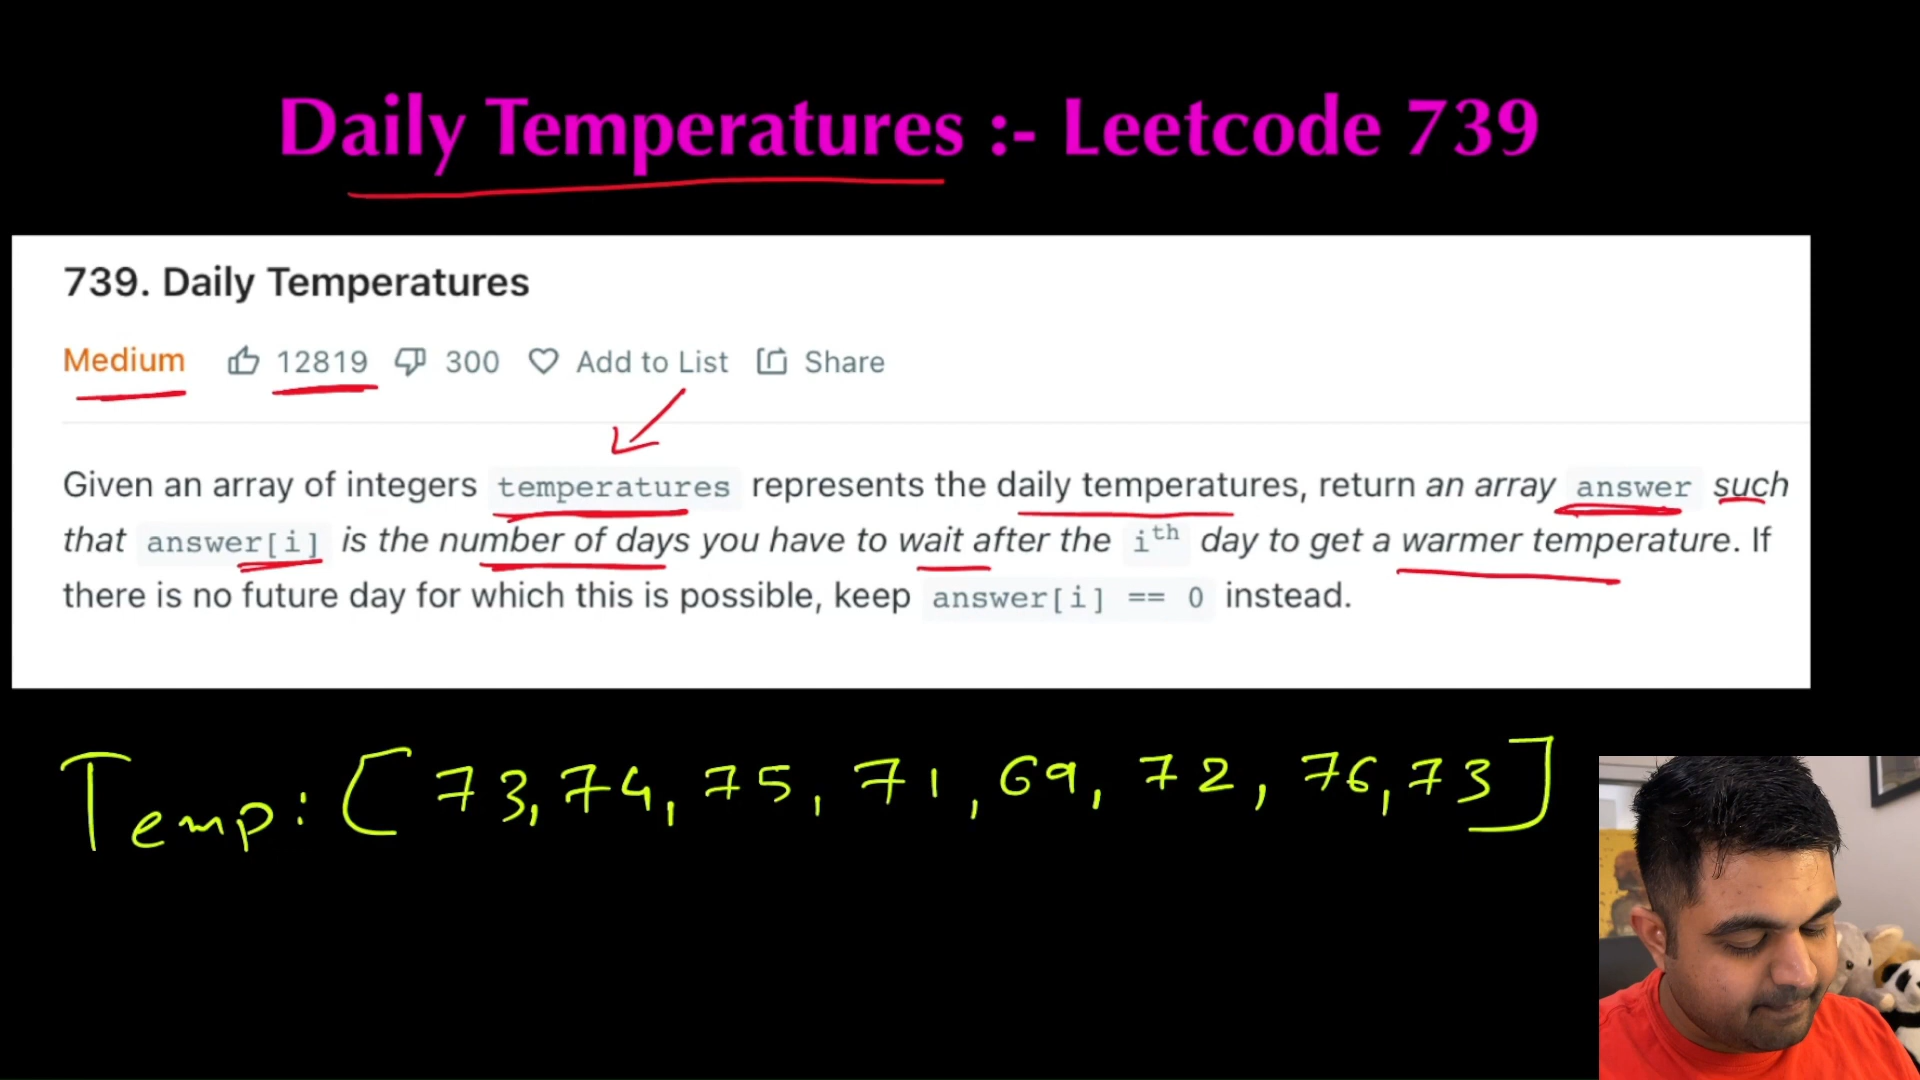 Daily Temperatures :- Leetcode 739
739. Daily Temperatures
Medium 12819 300 Add to List Share
Given an array of integers temperatures represents the daily temperatures, return an array answer such
that answer[i] is the number of days you have to wait after the ith day to get a warmer temperature. If
there is no future day for which this is possible, keep answer[i] == 0 instead.
Temp: [73, 74, 75, 71, 69, 72, 76, 73]